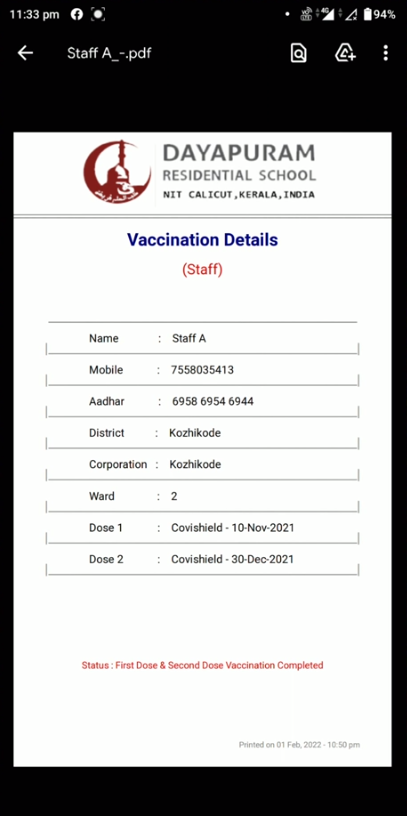 11:33 pm 4G 94%
Staff A_-.pdf
DAYAPURAM
RESIDENTIAL SCHOOL
NIT CALICUT,KERALA,INDIA
Vaccination Details
(Staff)
Name : Staff A
Mobile : 7558035413
Aadhar : 6958 6954 6944
District : Kozhikode
Corporation : Kozhikode
Ward : 2
Dose 1 : Covishield - 10-Nov-2021
Dose 2 : Covishield - 30-Dec-2021
Status : First Dose & Second Dose Vaccination Completed
Printed on 01 Feb, 2022 - 10:50 pm